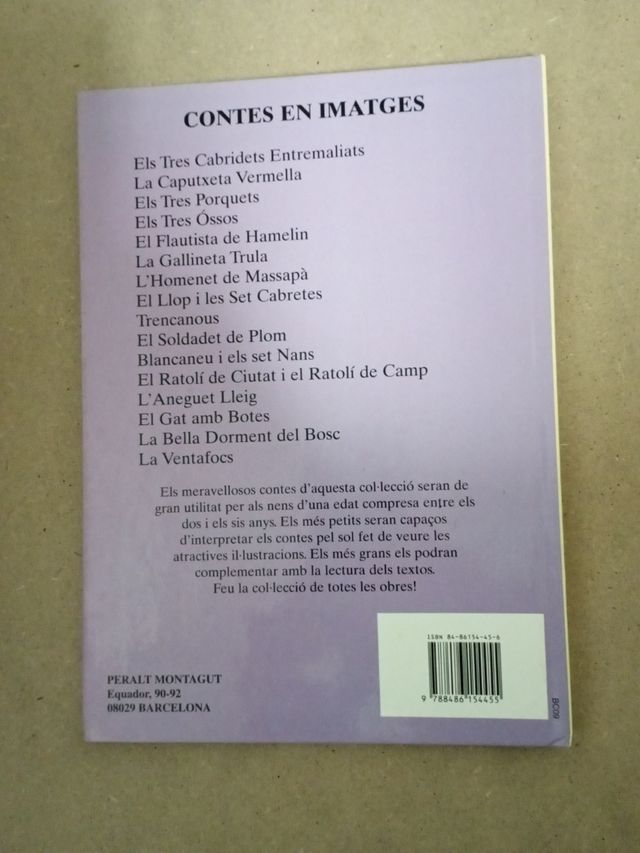 CONTES EN IMATGES
Els Tres Cabridets Entremaliats
La Caputxeta Vermella
Els Tres Porquets
Els Tres Óssos
El Flautista de Hamelin
La Gallineta Trula
L'Homenet de Massapà
El Llop i les Set Cabretes
Trencanous
El Soldadet de Plom
Blancaneu i els set Nans
El Ratolí de Ciutat i el Ratolí de Camp
L'Aneguet Lleig
El Gat amb Botes
La Bella Dorment del Bosc
La Ventafocs
Els meravellosos contes d'aquesta col·lecció seran de
gran utilitat per als nens d'una edat compresa entre els
dos i els sis anys. Els més petits seran capaços
d'interpretar els contes pel sol fet de veure les
atractives il·lustracions. Els més grans els podran
complementar amb la lectura dels textos.
Feu la col·lecció de totes les obres!
ISBN 84-86154-45-6
9 788486 154455
BC09
PERALT MONTAGUT
Equador, 90-92
08029 BARCELONA